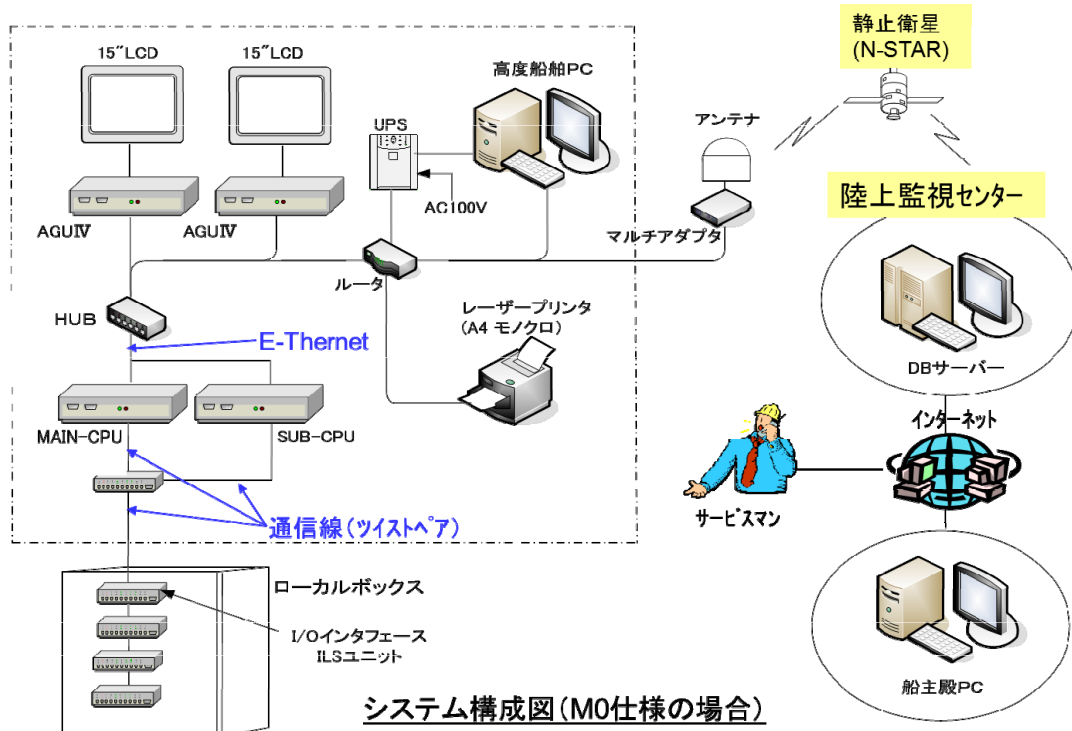 静止衛星
(N-STAR)
15"LCD
15"LCD
高度船舶PC
UPS
アンテナ
AC100V
陸上監視センター
AGUⅣ
AGUⅣ
マルチアダプタ
ルータ
レーザープリンタ
(A4 モノクロ)
HUB
E-Thernet
DBサーバー
インターネット
MAIN-CPU
SUB-CPU
サービスマン
通信線(ツイストペア)
ローカルボックス
I/Oインタフェース
ILSユニット
船主殿PC
システム構成図(M0仕様の場合)